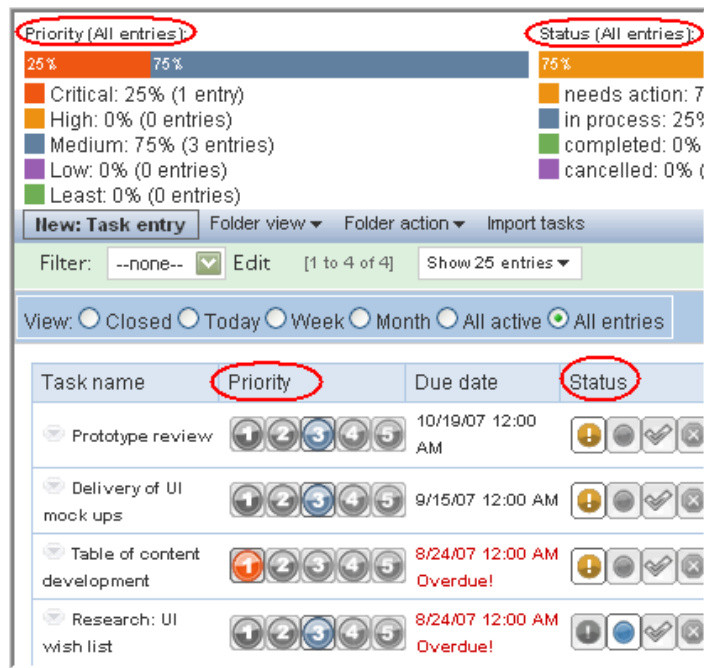 Priority (All entries):
Status (All entries):
25% 75%
75%
Critical: 25% (1 entry)
High: 0% (0 entries)
Medium: 75% (3 entries)
Low: 0% (0 entries)
Least: 0% (0 entries)
needs action: 7
in process: 25%
completed: 0%
cancelled: 0% (
New: Task entry Folder view Folder action Import tasks
Filter: --none-- Edit [1 to 4 of 4] Show 25 entries
View: Closed Today Week Month All active All entries
Task name Priority Due date Status
Prototype review 1 2 3 4 5 10/19/07 12:00
AM
Delivery of UI
mock ups 1 2 3 4 5 9/15/07 12:00 AM
Table of content
development 1 2 3 4 5 8/24/07 12:00 AM
Overdue!
Research: UI
wish list 1 2 3 4 5 8/24/07 12:00 AM
Overdue!